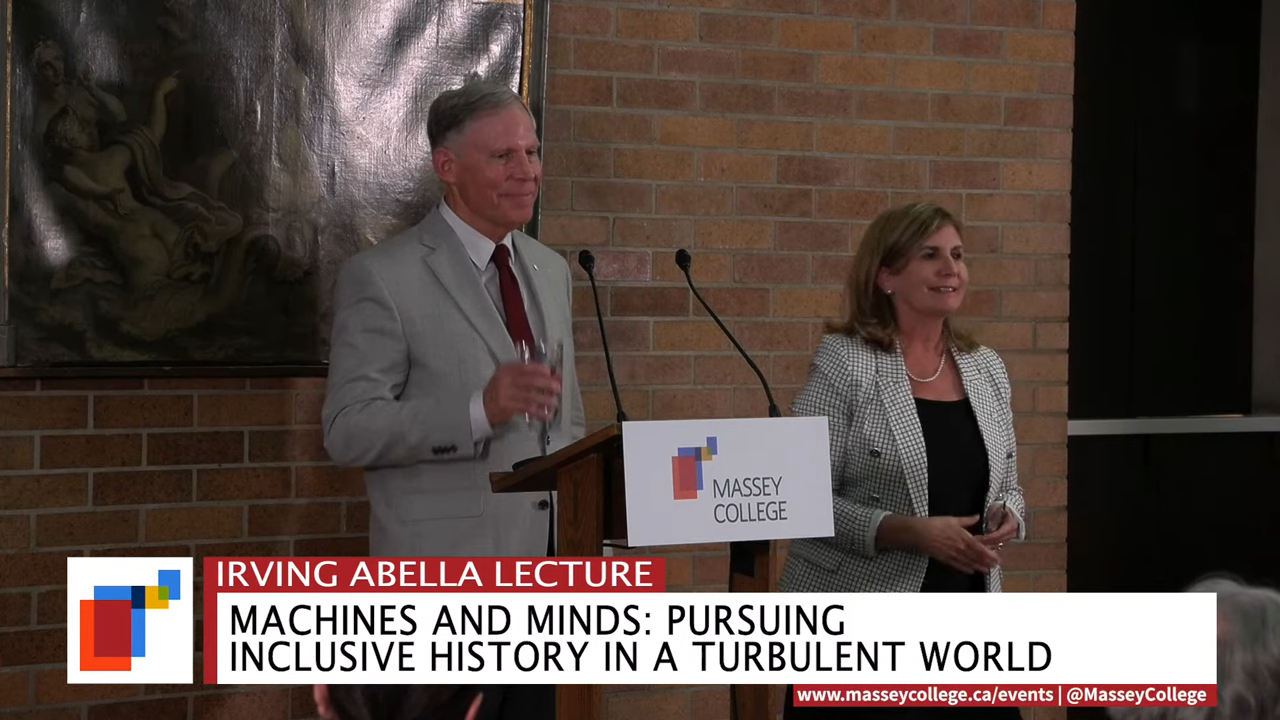 MASSEY
COLLEGE
IRVING ABELLA LECTURE
MACHINES AND MINDS: PURSUING
INCLUSIVE HISTORY IN A TURBULENT WORLD
www.masseycollege.ca/events | @MasseyCollege